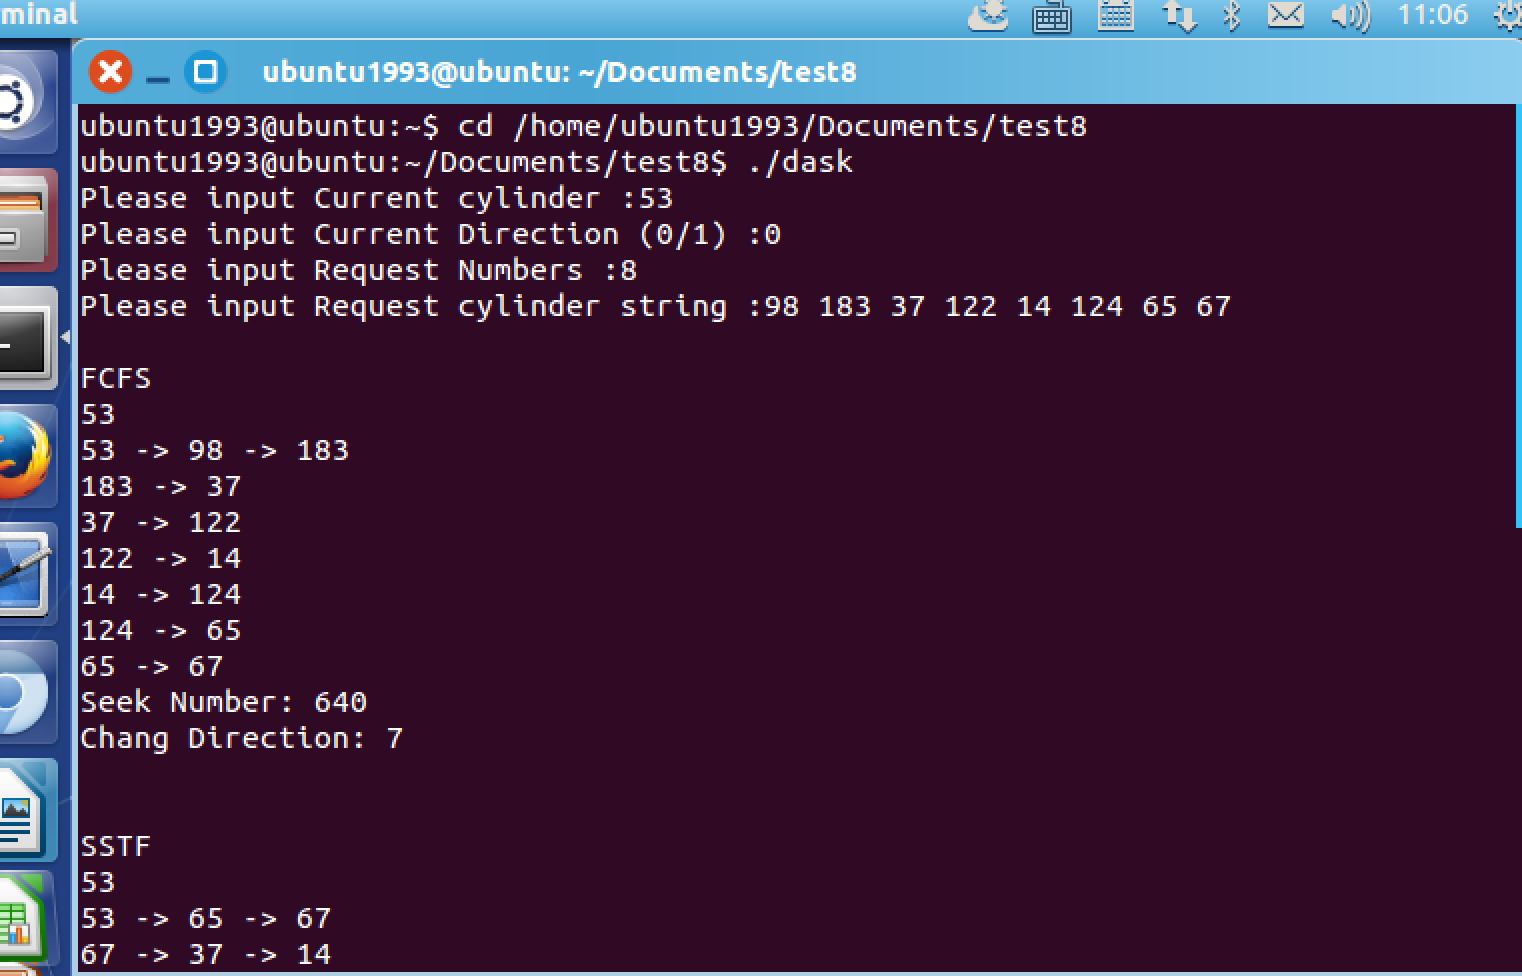 minal
11:06
ubuntu1993@ubuntu: ~/Documents/test8
ubuntu1993@ubuntu:~$ cd /home/ubuntu1993/Documents/test8
ubuntu1993@ubuntu:~/Documents/test8$ ./dask
Please input Current cylinder :53
Please input Current Direction (0/1) :0
Please input Request Numbers :8
Please input Request cylinder string :98 183 37 122 14 124 65 67
FCFS
53
53 -> 98 -> 183
183 -> 37
37 -> 122
122 -> 14
14 -> 124
124 -> 65
65 -> 67
Seek Number: 640
Chang Direction: 7
SSTF
53
53 -> 65 -> 67
67 -> 37 -> 14